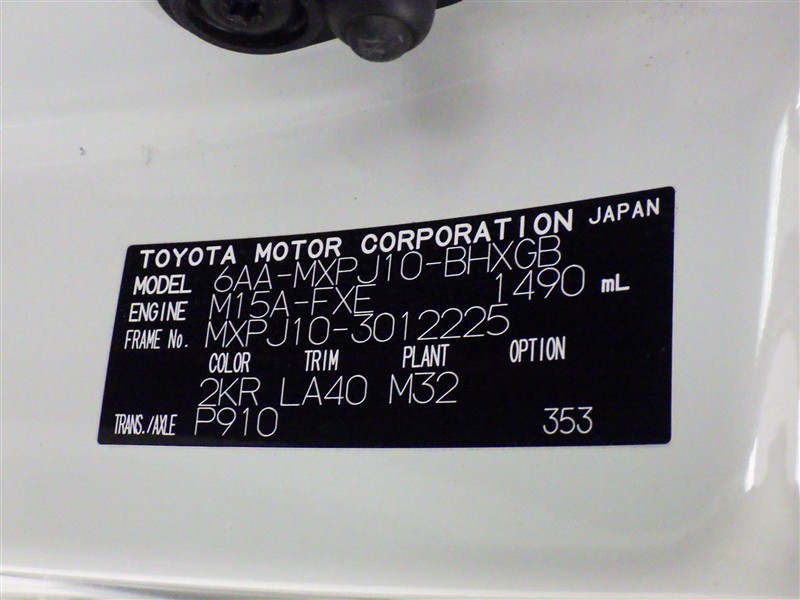 TOYOTA MOTOR CORPORATION JAPAN
MODEL 6AA-MXPJ10-BHXGB
ENGINE M15A-FXE 1490 mL
FRAME No. MXPJ10-3012225
COLOR TRIM PLANT OPTION
2KR LA40 M32
TRANS./AXLE P910 353